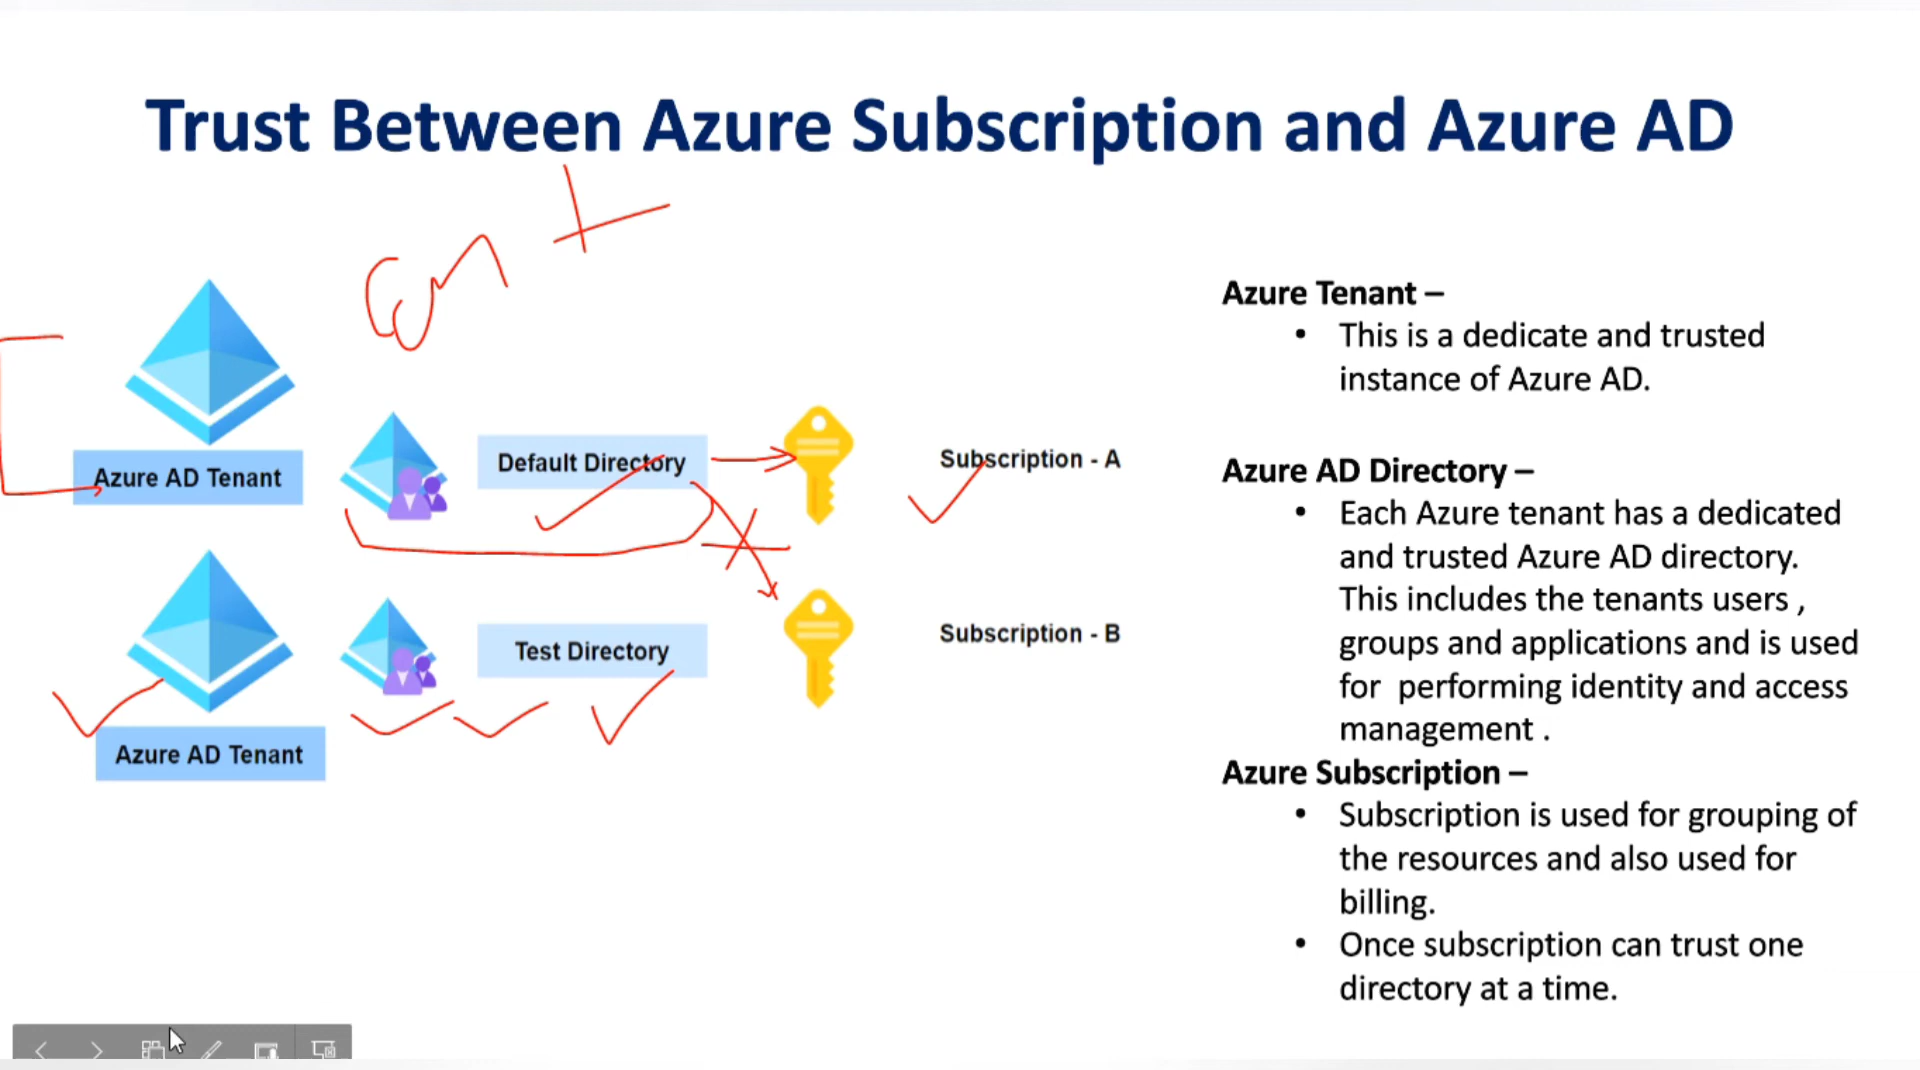 Trust Between Azure Subscription and Azure AD
Azure AD Tenant
Default Directory
Subscription - A
Test Directory
Subscription - B
Azure AD Tenant
Azure Tenant –
• This is a dedicate and trusted
instance of Azure AD.
Azure AD Directory –
• Each Azure tenant has a dedicated
and trusted Azure AD directory.
This includes the tenants users ,
groups and applications and is used
for performing identity and access
management .
Azure Subscription –
• Subscription is used for grouping of
the resources and also used for
billing.
• Once subscription can trust one
directory at a time.